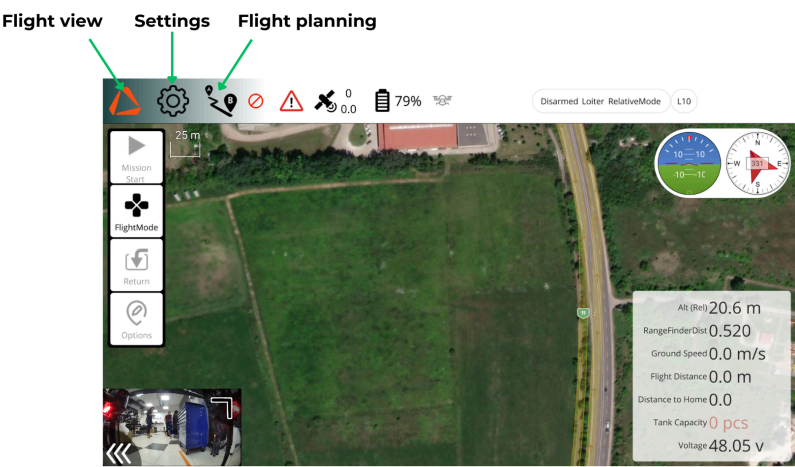 Flight view Settings Flight planning
B
0
0.0
79%
Disarmed Loiter RelativeMode
L10
25 m
Mission
Start
FlightMode
Return
Options
10 10
-10 -10
N
W 331 E
S
11
Alt (Rel) 20.6 m
RangeFinderDist 0.520
Ground Speed 0.0 m/s
Flight Distance 0.0 m
Distance to Home 0.0
Tank Capacity 0 pcs
Voltage 48.05 v